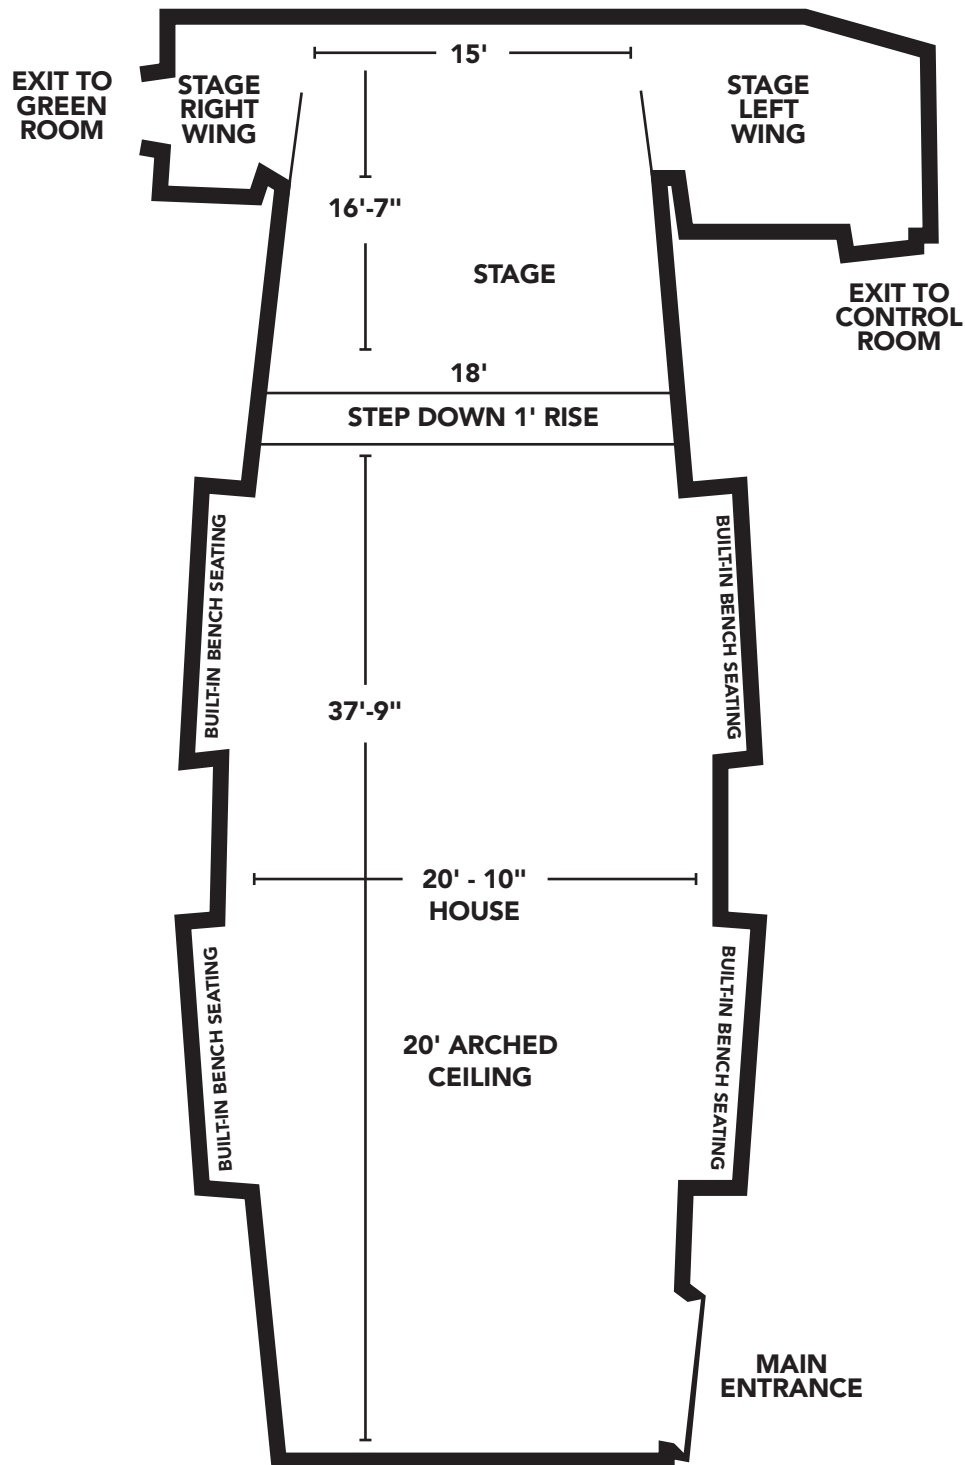 15'
EXIT TO
GREEN
ROOM
STAGE
RIGHT
WING
STAGE
LEFT
WING
16'-7"
STAGE
EXIT TO
CONTROL
ROOM
18'
STEP DOWN 1' RISE
BUILT-IN BENCH SEATING
BUILT-IN BENCH SEATING
37'-9"
20' - 10"
HOUSE
BUILT-IN BENCH SEATING
BUILT-IN BENCH SEATING
20' ARCHED
CEILING
MAIN
ENTRANCE